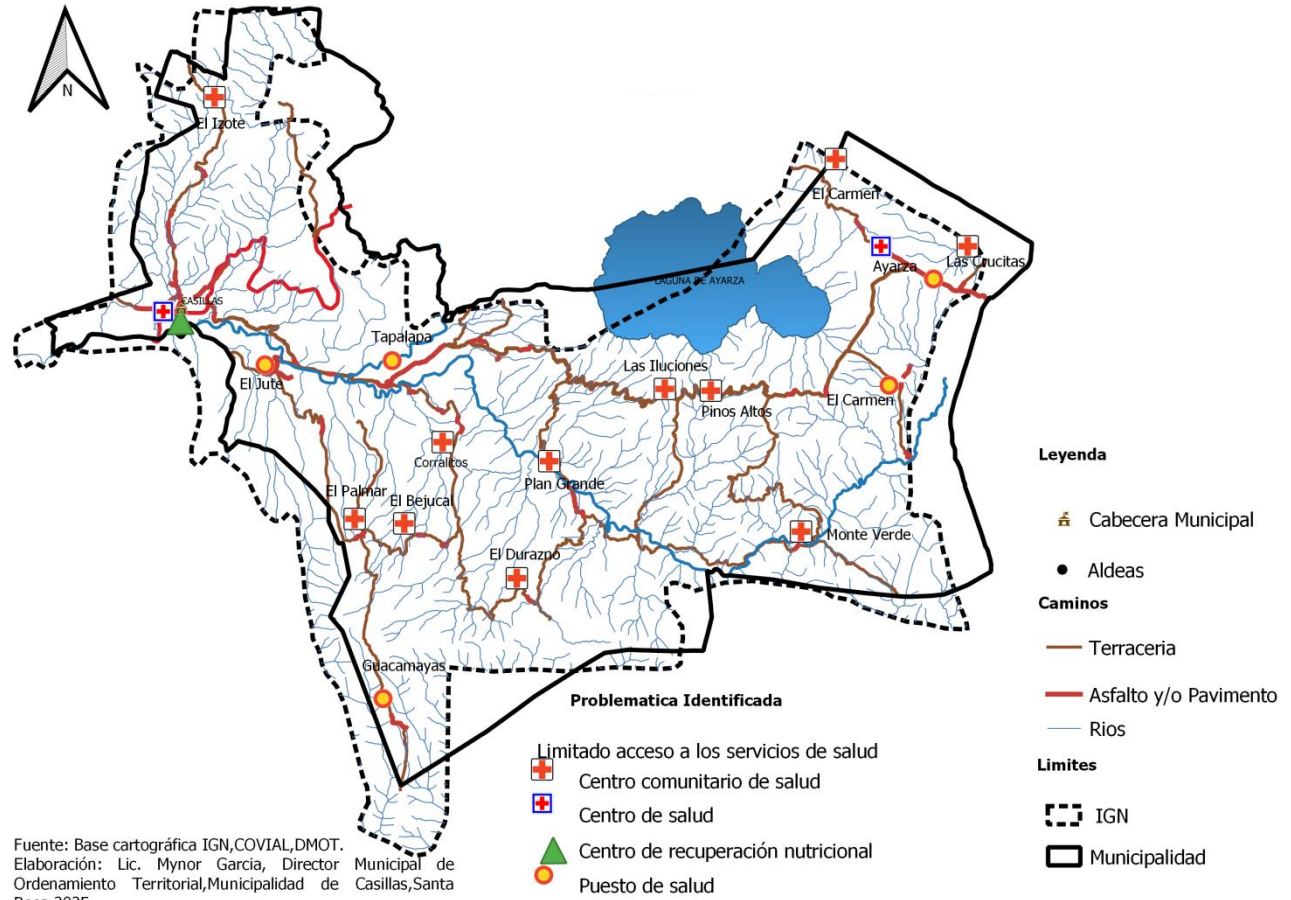 N
El Izote
El Carmen
Ayarza
Las Crucitas
LAGUNA DE AYARZA
CASILLAS
Tapalapa
El Jute
Las Iluciones
Pinos Altos
El Carmen
Corralitos
Plan Grande
El Palmar
El Bejucal
Monte Verde
El Durazno
Guacamayas
Leyenda
Cabecera Municipal
Aldeas
Caminos
Terraceria
Asfalto y/o Pavimento
Rios
Limites
IGN
Municipalidad
Problematica Identificada
Limitado acceso a los servicios de salud
Centro comunitario de salud
Centro de salud
Centro de recuperación nutricional
Puesto de salud
Fuente: Base cartográfica IGN,COVIAL,DMOT.
Elaboración: Lic. Mynor Garcia, Director Municipal de
Ordenamiento Territorial,Municipalidad de Casillas,Santa